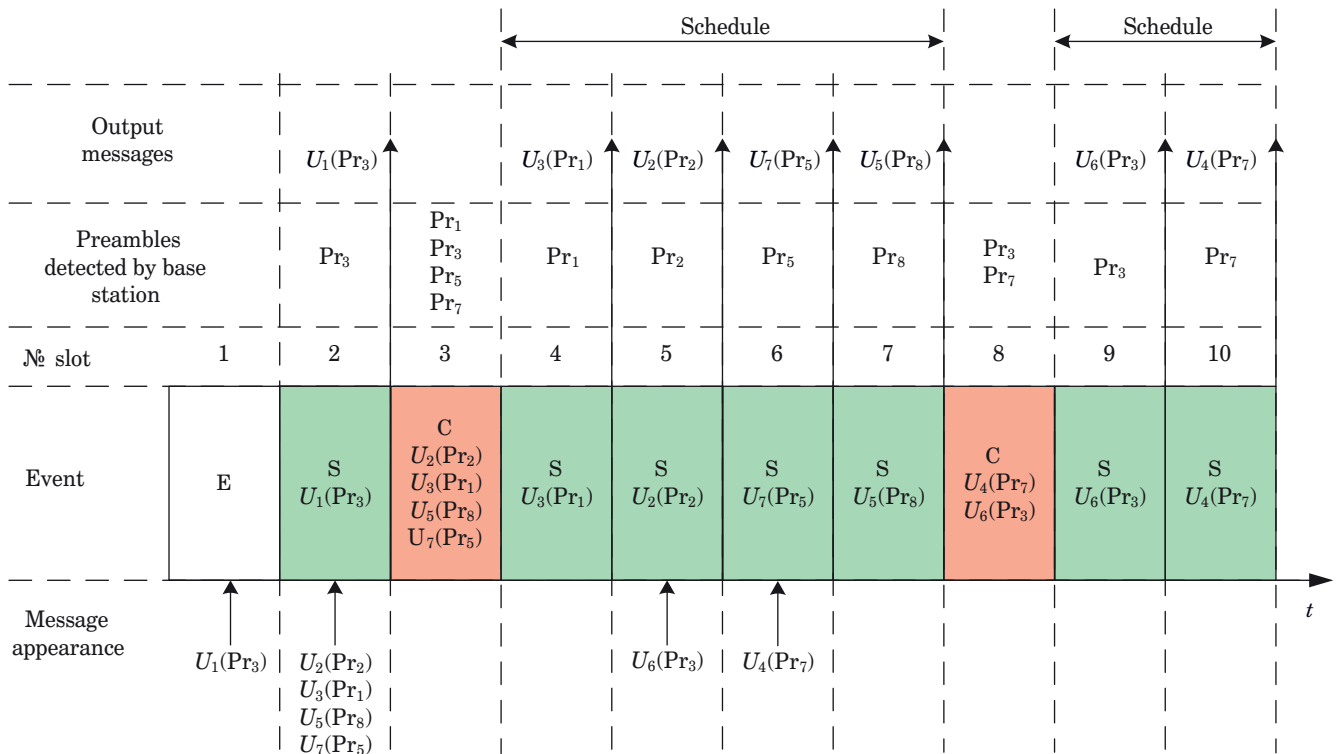 Schedule
Schedule
Output
messages
U₁(Pr₃)
U₃(Pr₁)
U₂(Pr₂)
U₇(Pr₅)
U₅(Pr₈)
U₆(Pr₃)
U₄(Pr₇)
Preambles
detected by base
station
Pr₃
Pr₁
Pr₃
Pr₅
Pr₇
Pr₁
Pr₂
Pr₅
Pr₈
Pr₃
Pr₇
Pr₃
Pr₇
№ slot
1
2
3
4
5
6
7
8
9
10
Event
E
S
U₁(Pr₃)
C
U₂(Pr₂)
U₃(Pr₁)
U₅(Pr₈)
U₇(Pr₅)
S
U₃(Pr₁)
S
U₂(Pr₂)
S
U₇(Pr₅)
S
U₅(Pr₈)
C
U₄(Pr₇)
U₆(Pr₃)
S
U₆(Pr₃)
S
U₄(Pr₇)
t
Message
appearance
U₁(Pr₃)
U₂(Pr₂)
U₃(Pr₁)
U₅(Pr₈)
U₇(Pr₅)
U₆(Pr₃)
U₄(Pr₇)